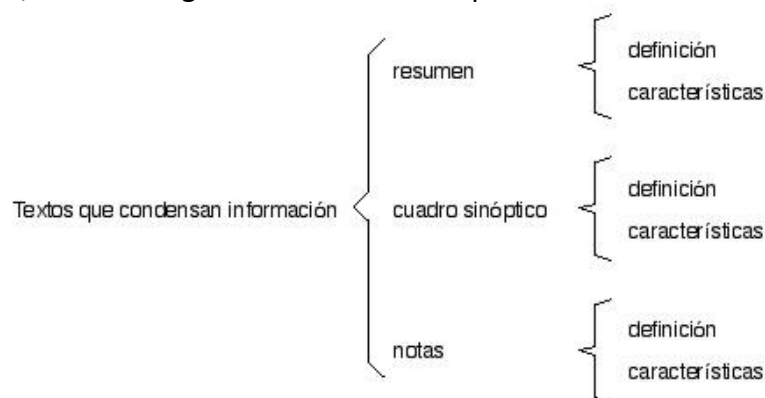 resumen
definición
características
Textos que condensan información
cuadro sinóptico
definición
características
notas
definición
características